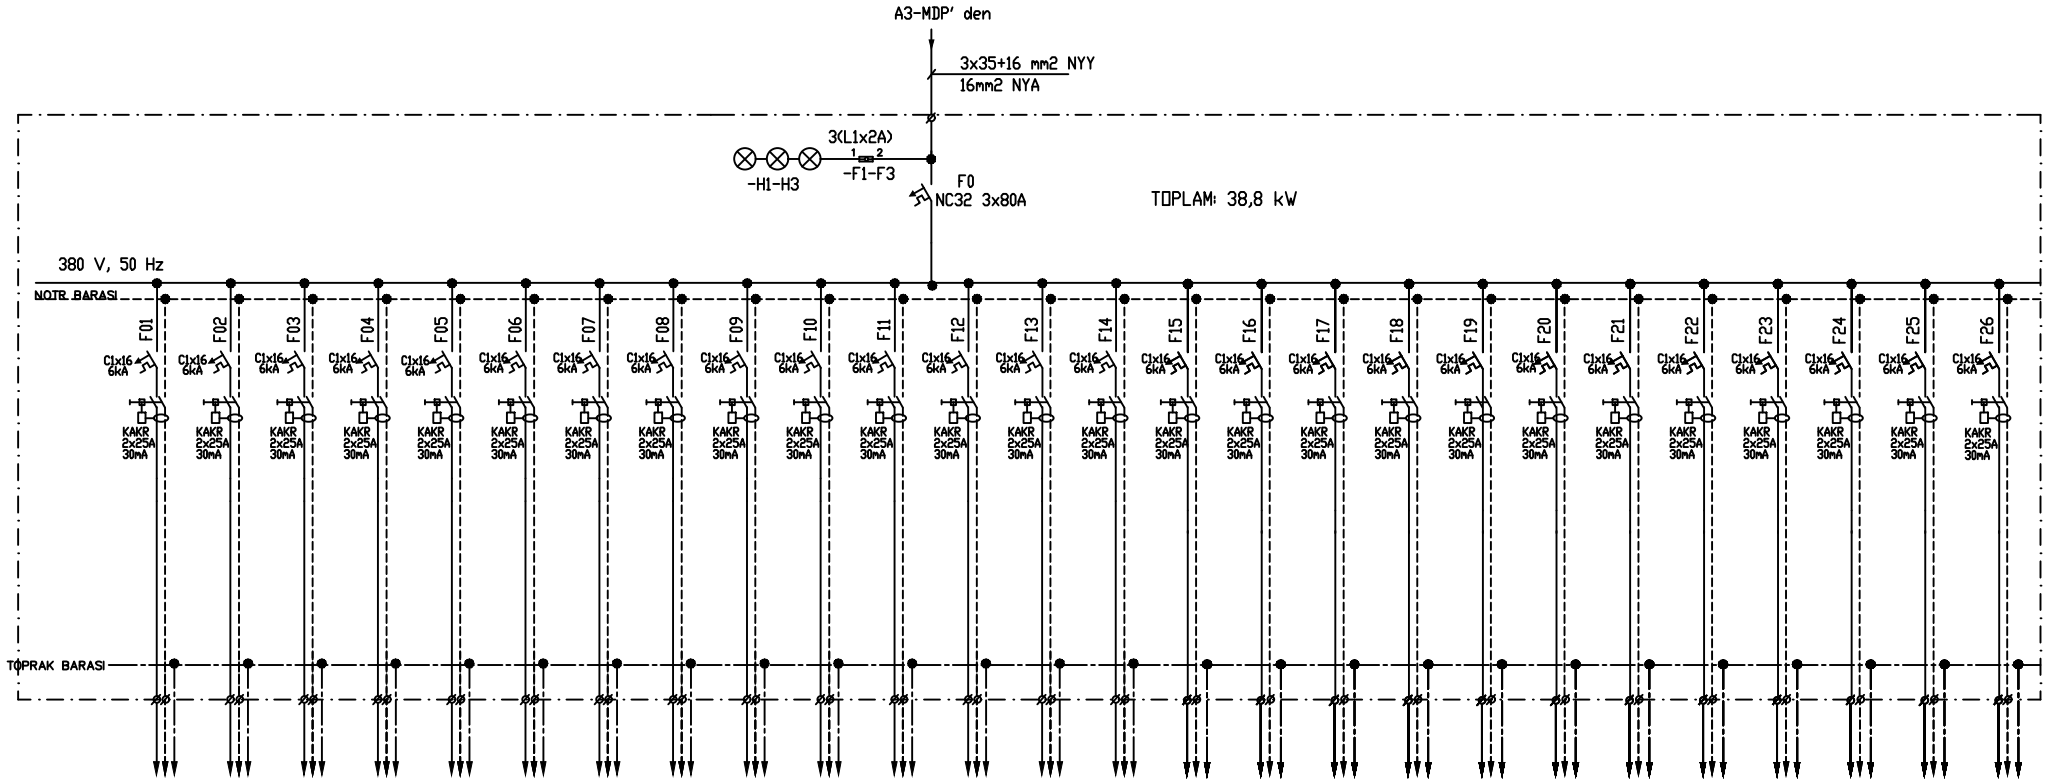 A3-MDP' den
3x35+16 mm2 NYY
16mm2 NYA
3(L1x2A)
1 2
-F1-F3
-H1-H3
F0
NC32 3x80A
TOPLAM: 38,8 kW
380 V, 50 Hz
NOTR BARASI
F01 F02 F03 F04 F05 F06 F07 F08 F09 F10 F11 F12 F13 F14 F15 F16 F17 F18 F19 F20 F21 F22 F23 F24 F25 F26
C1x16 C1x16 C1x16 C1x16 C1x16 C1x16 C1x16 C1x16 C1x16 C1x16 C1x16 C1x16 C1x16 C1x16 C1x16 C1x16 C1x16 C1x16 C1x16 C1x16 C1x16 C1x16 C1x16 C1x16 C1x16 C1x16
6kA 6kA 6kA 6kA 6kA 6kA 6kA 6kA 6kA 6kA 6kA 6kA 6kA 6kA 6kA 6kA 6kA 6kA 6kA 6kA 6kA 6kA 6kA 6kA 6kA 6kA
KAKR KAKR KAKR KAKR KAKR KAKR KAKR KAKR KAKR KAKR KAKR KAKR KAKR KAKR KAKR KAKR KAKR KAKR KAKR KAKR KAKR KAKR KAKR KAKR KAKR KAKR
2x25A 2x25A 2x25A 2x25A 2x25A 2x25A 2x25A 2x25A 2x25A 2x25A 2x25A 2x25A 2x25A 2x25A 2x25A 2x25A 2x25A 2x25A 2x25A 2x25A 2x25A 2x25A 2x25A 2x25A 2x25A 2x25A
30mA 30mA 30mA 30mA 30mA 30mA 30mA 30mA 30mA 30mA 30mA 30mA 30mA 30mA 30mA 30mA 30mA 30mA 30mA 30mA 30mA 30mA 30mA 30mA 30mA 30mA
TOPRAK BARASI